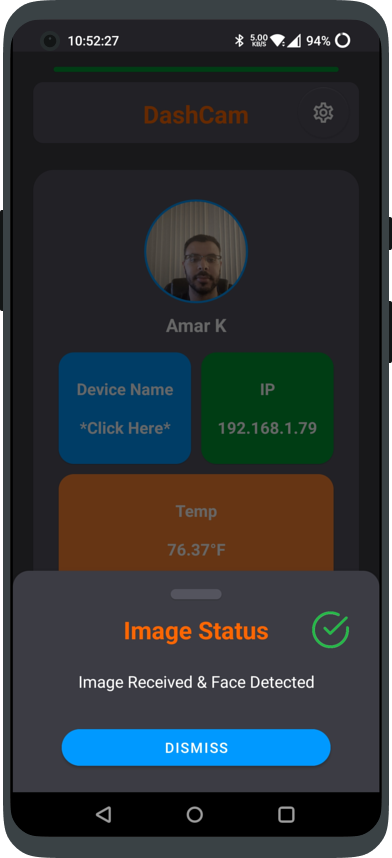 10:52:27
5.00
KB/S
94%
DashCam
Amar K
Device Name
*Click Here*
IP
192.168.1.79
Temp
76.37°F
Image Status
Image Received & Face Detected
DISMISS